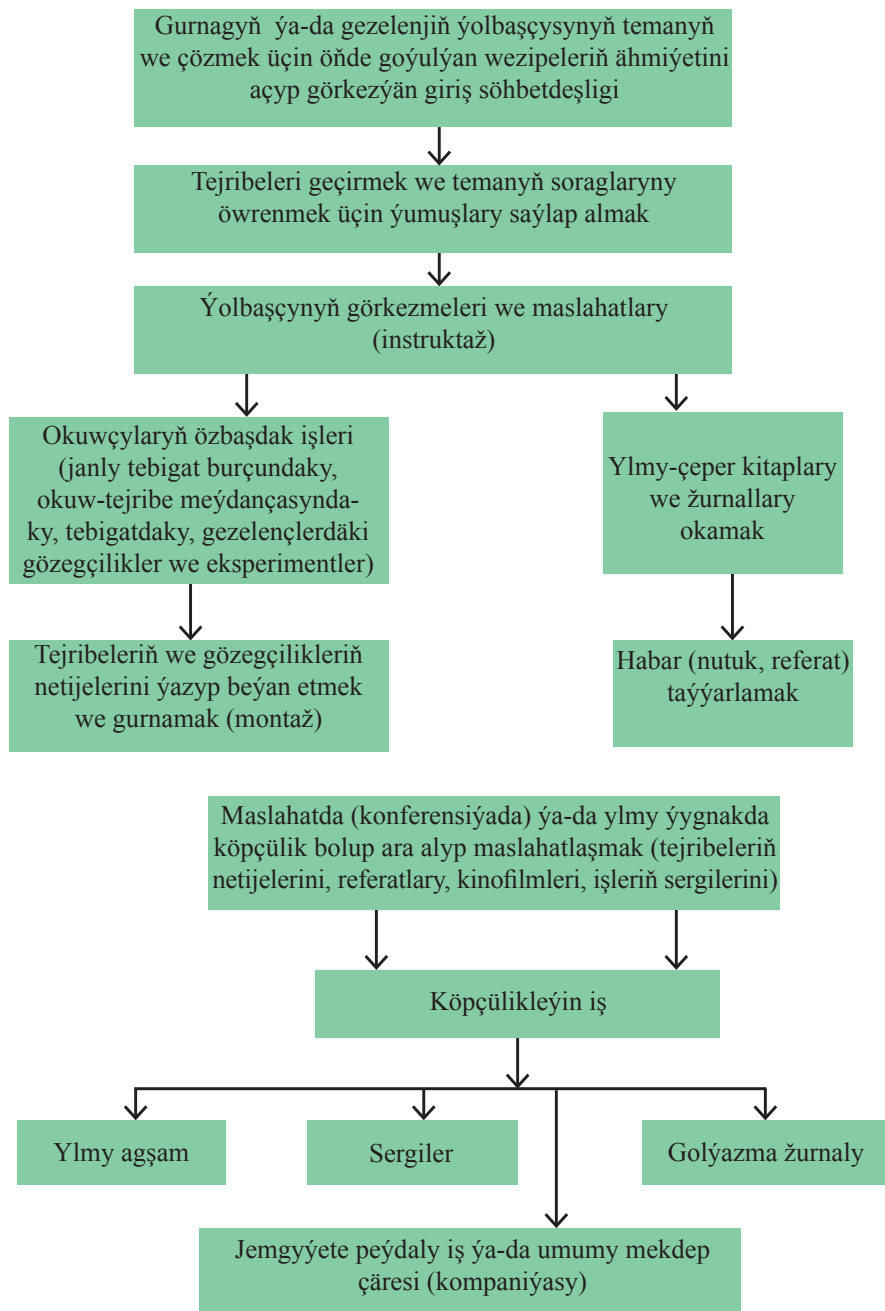 Gurnagyň ýa-da gezelenjiň ýolbaşçysynyň temanyň
we çözmek üçin öňde goýulýan wezipeleriň ähmiýetini
açyp görkezýän giriş söhbetdeşligi
Tejribeleri geçirmek we temanyň soraglaryny
öwrenmek üçin ýumuşlary saýlap almak
Ýolbaşçynyň görkezmeleri we maslahatlary
(instruktaž)
Okuwçylaryň özbaşdak işleri
(janly tebigat burçundaky,
okuw-tejribe meýdançasynda-
ky, tebigatdaky, gezelençlerdäki
gözegçilikler we eksperimentler)
Ylmy-çeper kitaplary
we žurnallary
okamak
Tejribeleriň we gözegçilikleriň
netijelerini ýazyp beýan etmek
we gurnamak (montaž)
Habar (nutuk, referat)
taýýarlamak
Maslahatda (konferensiýada) ýa-da ylmy ýygnakda
köpçülik bolup ara alyp maslahatlaşmak (tejribeleriň
netijelerini, referatlary, kinofilmleri, işleriň sergilerini)
Köpçülikleýin iş
Ylmy agşam
Sergiler
Golýazma žurnaly
Jemgyýete peýdaly iş ýa-da umumy mekdep
çäresi (kompaniýasy)